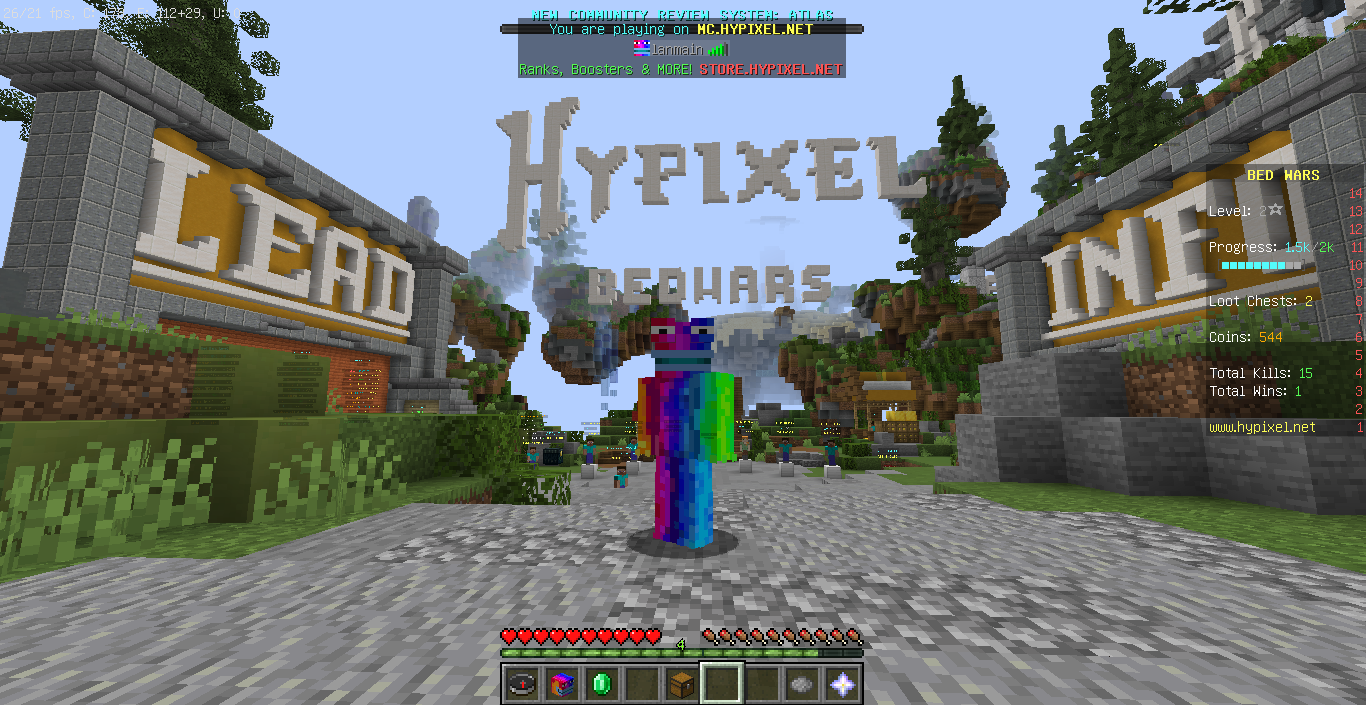 NEW COMMUNITY REVIEW SYSTEM: ATLAS
You are playing on MC.HYPIXEL.NET
lanmain
Ranks, Boosters & MORE! STORE.HYPIXEL.NET
HYPIXEL
BEDWARS
LEAD
INF
BED WARS
14
Level: 2☆ 13
12
Progress: 1.5k/2k 11
10
9
Loot Chests: 2 8
7
Coins: 544 6
5
Total Kills: 15 4
Total Wins: 1 3
2
www.hypixel.net 1
4